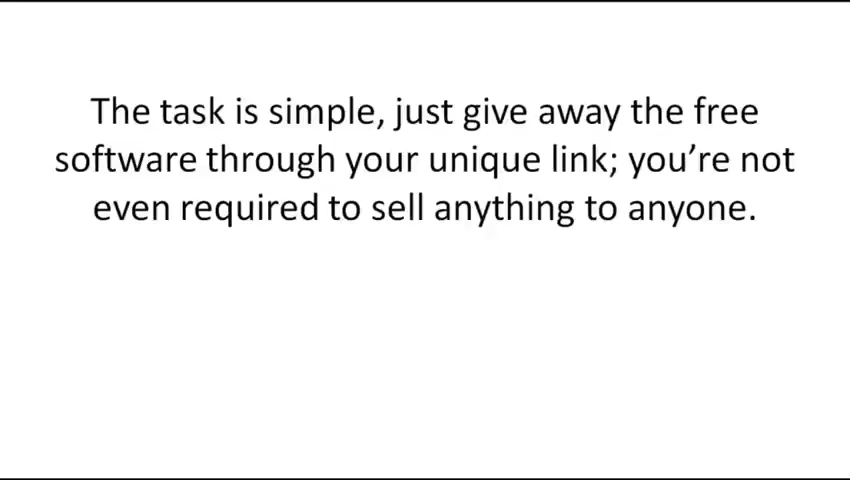 The task is simple, just give away the free
software through your unique link; you’re not
even required to sell anything to anyone.